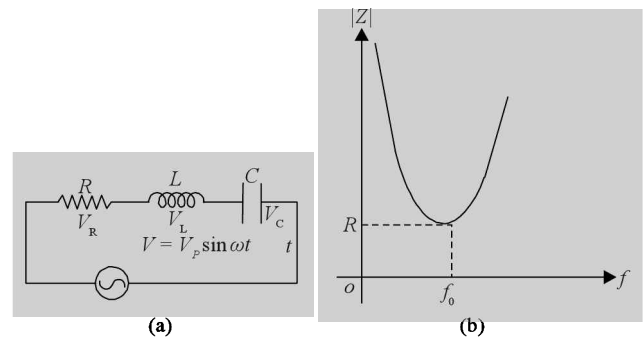 R
L
C
V_R
V_L
V_C
V = V_P sin ωt
t
(a)
|Z|
R
o
f_0
f
(b)